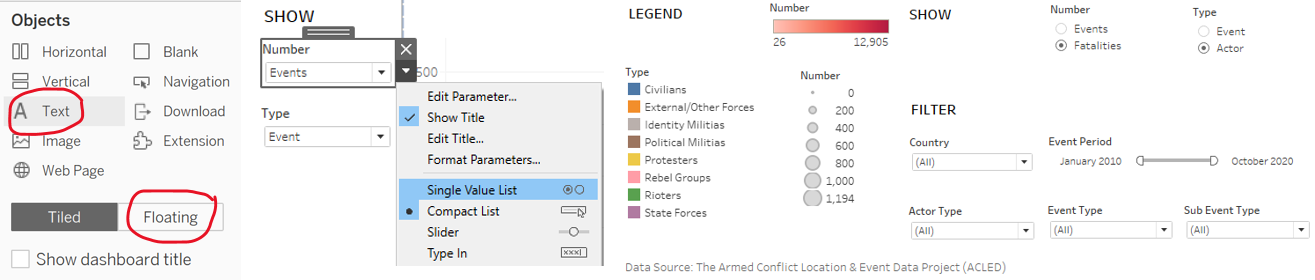 Objects
Horizontal
Blank
Vertical
Navigation
A Text
Download
Image
Extension
Web Page
Tiled
Floating
Show dashboard title
SHOW
Number
Events
500
Type
Event
Edit Parameter...
Show Title
Edit Title...
Format Parameters...
Single Value List
Compact List
Slider
Type In
LEGEND
Number
26 12,905
Type
Civilians
External/Other Forces
Identity Militias
Political Militias
Protesters
Rebel Groups
Rioters
State Forces
Number
0
200
400
600
800
1,000
1,194
SHOW
Number
Events
Fatalities
Type
Event
Actor
FILTER
Country
(All)
Event Period
January 2010 October 2020
Actor Type
(All)
Event Type
(All)
Sub Event Type
(All)
Data Source: The Armed Conflict Location & Event Data Project (ACLED)